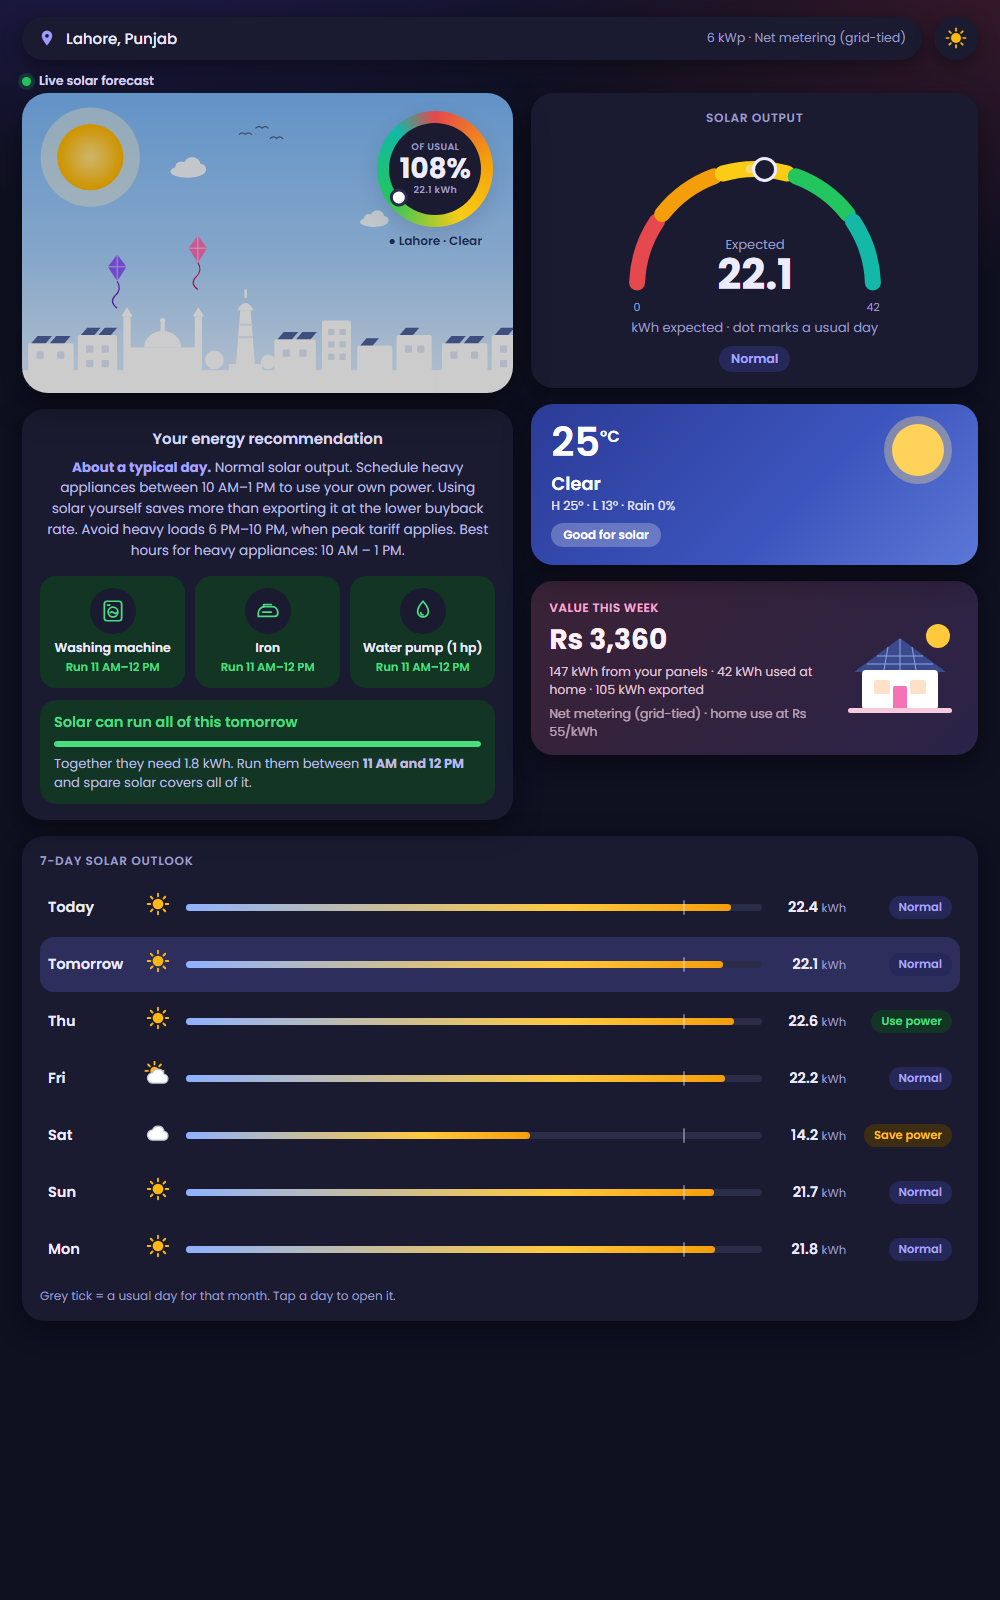 Lahore, Punjab
6 kWp · Net metering (grid-tied)
Live solar forecast
OF USUAL
108%
22.1 kWh
• Lahore · Clear
SOLAR OUTPUT
Expected
22.1
0
42
kWh expected · dot marks a usual day
Normal
Your energy recommendation
About a typical day. Normal solar output. Schedule heavy
appliances between 10 AM–1 PM to use your own power. Using
solar yourself saves more than exporting it at the lower buyback
rate. Avoid heavy loads 6 PM–10 PM, when peak tariff applies. Best
hours for heavy appliances: 10 AM – 1 PM.
Washing machine
Run 11 AM–12 PM
Iron
Run 11 AM–12 PM
Water pump (1 hp)
Run 11 AM–12 PM
Solar can run all of this tomorrow
Together they need 1.8 kWh. Run them between 11 AM and 12 PM
and spare solar covers all of it.
25°C
Clear
H 25° · L 13° · Rain 0%
Good for solar
VALUE THIS WEEK
Rs 3,360
147 kWh from your panels · 42 kWh used at
home · 105 kWh exported
Net metering (grid-tied) · home use at Rs
55/kWh
7-DAY SOLAR OUTLOOK
Today 22.4 kWh Normal
Tomorrow 22.1 kWh Normal
Thu 22.6 kWh Use power
Fri 22.2 kWh Normal
Sat 14.2 kWh Save power
Sun 21.7 kWh Normal
Mon 21.8 kWh Normal
Grey tick = a usual day for that month. Tap a day to open it.